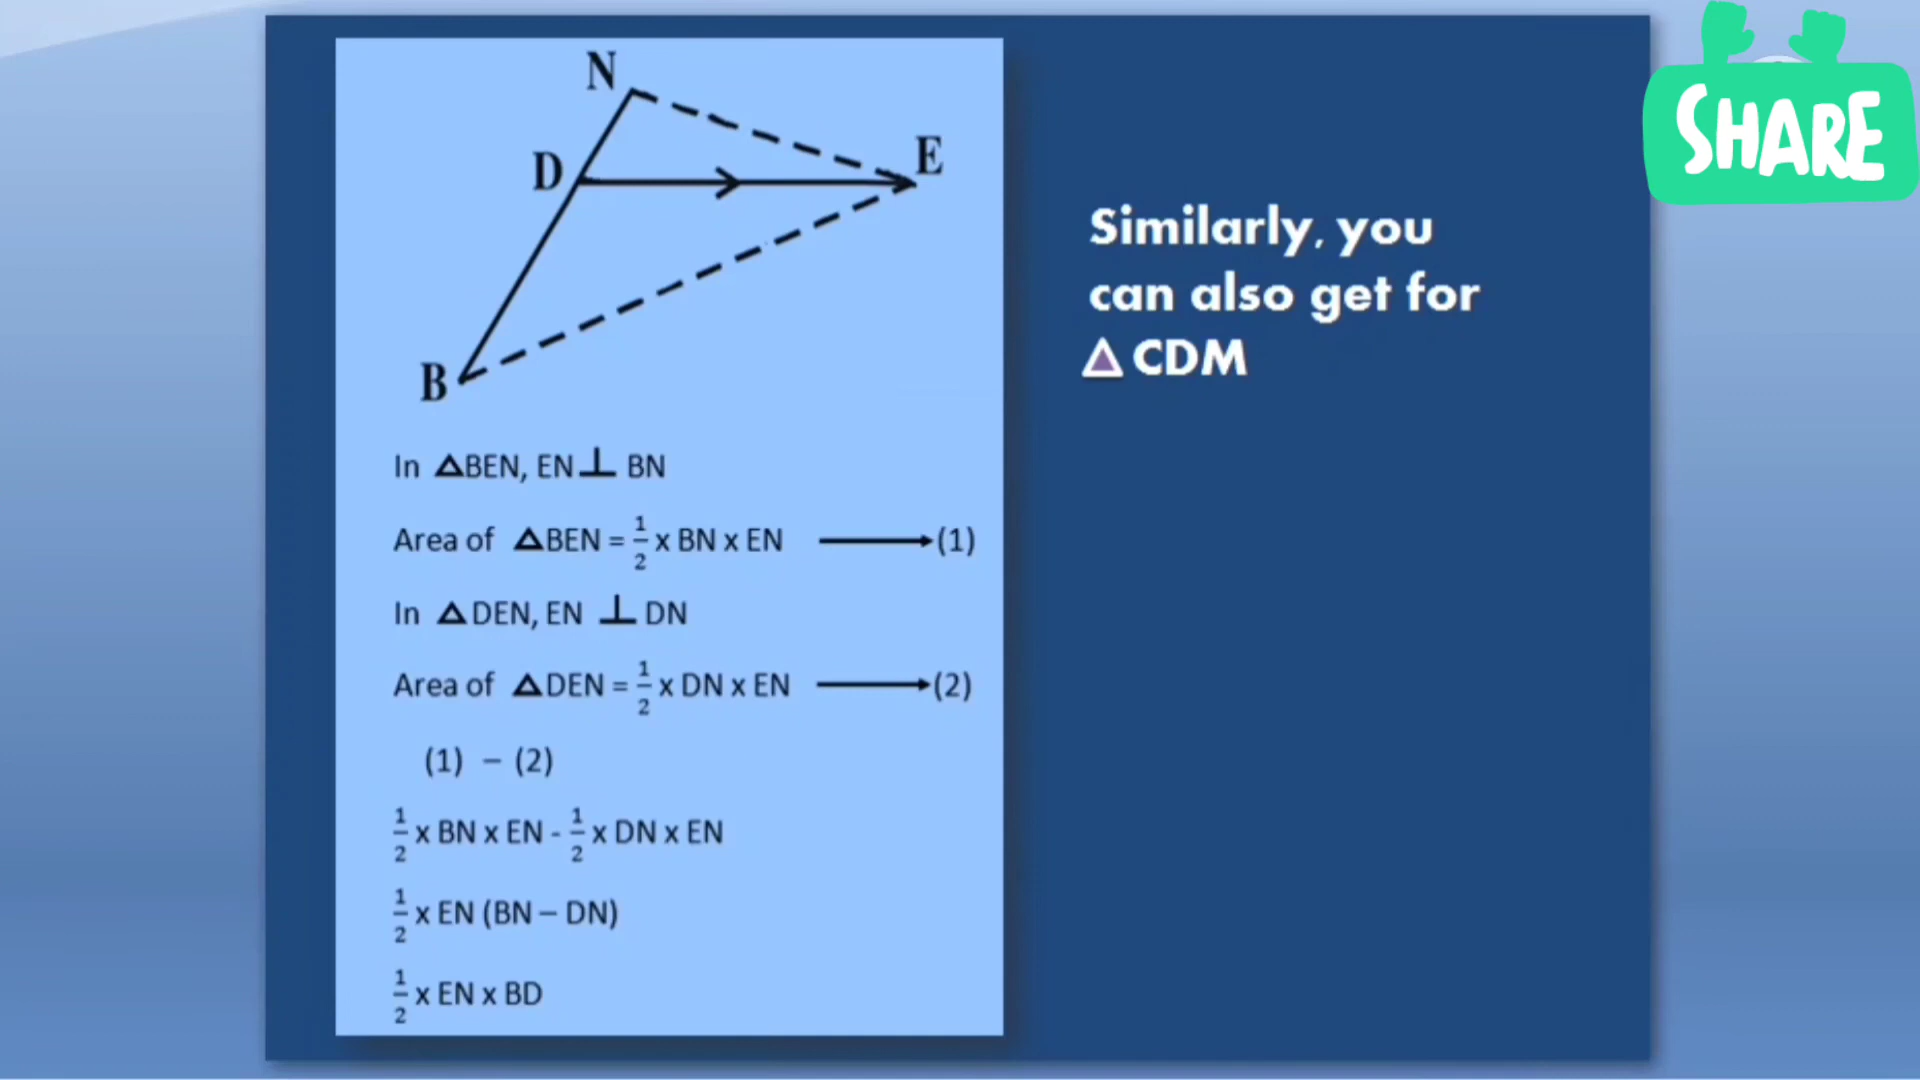 N
D
E
B
In △BEN, EN ⊥ BN
Area of △BEN = 1/2 x BN x EN ⟶ (1)
In △DEN, EN ⊥ DN
Area of △DEN = 1/2 x DN x EN ⟶ (2)
(1) – (2)
1/2 x BN x EN - 1/2 x DN x EN
1/2 x EN (BN – DN)
1/2 x EN x BD
Similarly, you
can also get for
△ CDM
SHARE